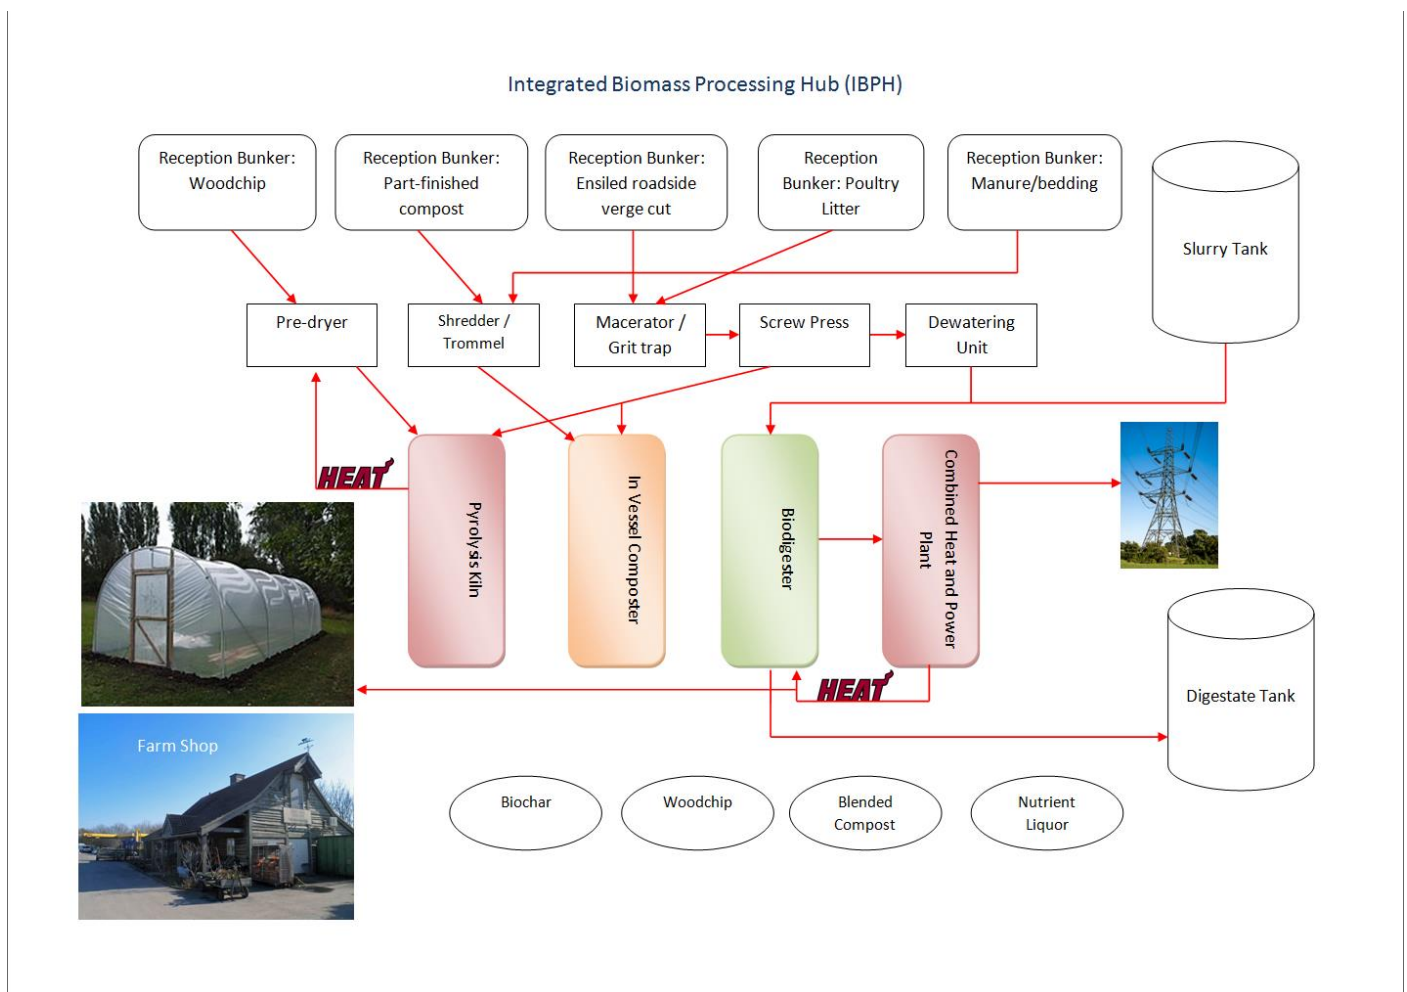 Integrated Biomass Processing Hub (IBPH)
Reception Bunker:
Woodchip
Reception Bunker:
Part-finished
compost
Reception Bunker:
Ensiled roadside
verge cut
Reception
Bunker: Poultry
Litter
Reception Bunker:
Manure/bedding
Slurry Tank
Pre-dryer
Shredder /
Trommel
Macerator /
Grit trap
Screw Press
Dewatering
Unit
HEAT
Pyrolysis Kiln
In Vessel Composter
Biodigester
Combined Heat and Power
Plant
HEAT
Digestate Tank
Farm Shop
Biochar
Woodchip
Blended
Compost
Nutrient
Liquor